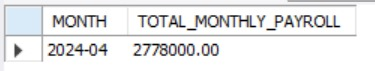 MONTH TOTAL_MONTHLY_PAYROLL
2024-04 2778000.00